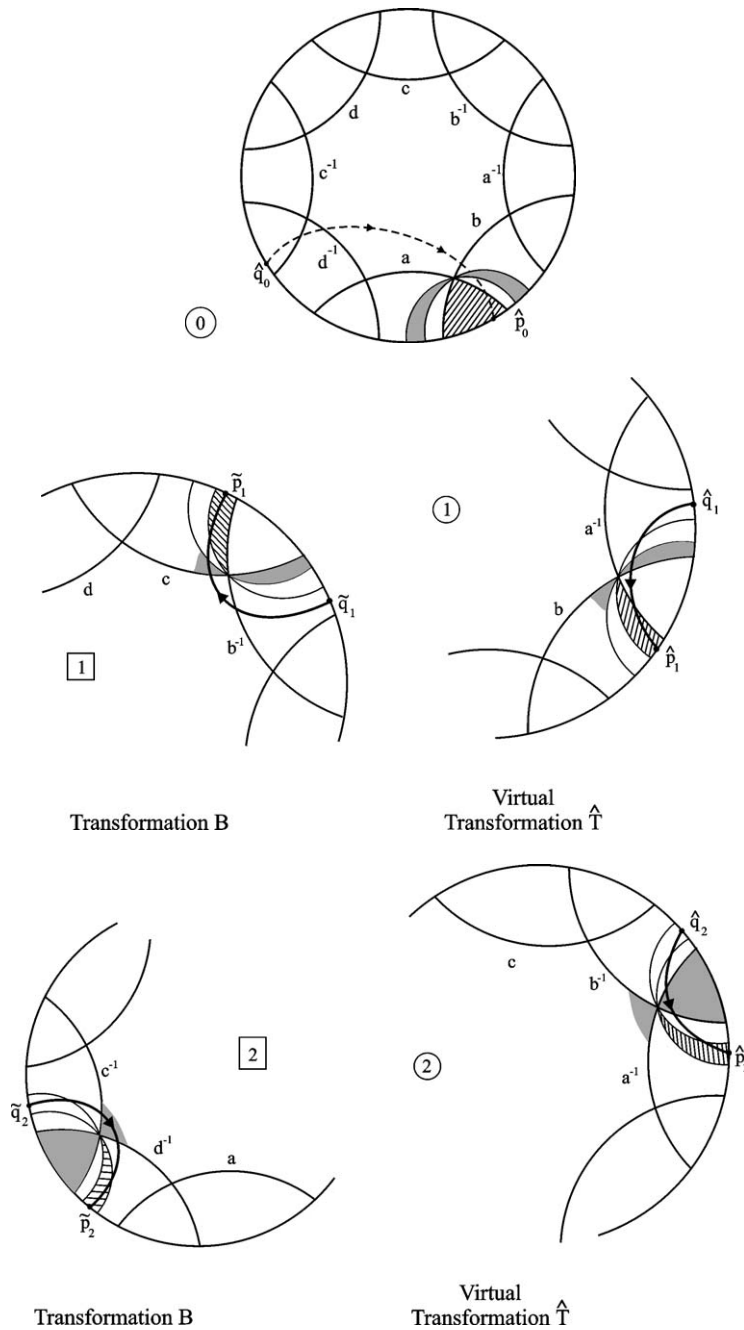 c
d
b⁻¹
c⁻¹
a⁻¹
b
d⁻¹
a
q̂₀
p̂₀
0
p̃₁
c
d
q̃₁
b⁻¹
1
1
a⁻¹
q̂₁
b
p̂₁
Transformation B
Virtual
Transformation T̂
c⁻¹
2
q̃₂
d⁻¹
a
p̃₂
q̂₂
c
b⁻¹
2
a⁻¹
Transformation B
Virtual
Transformation T̂